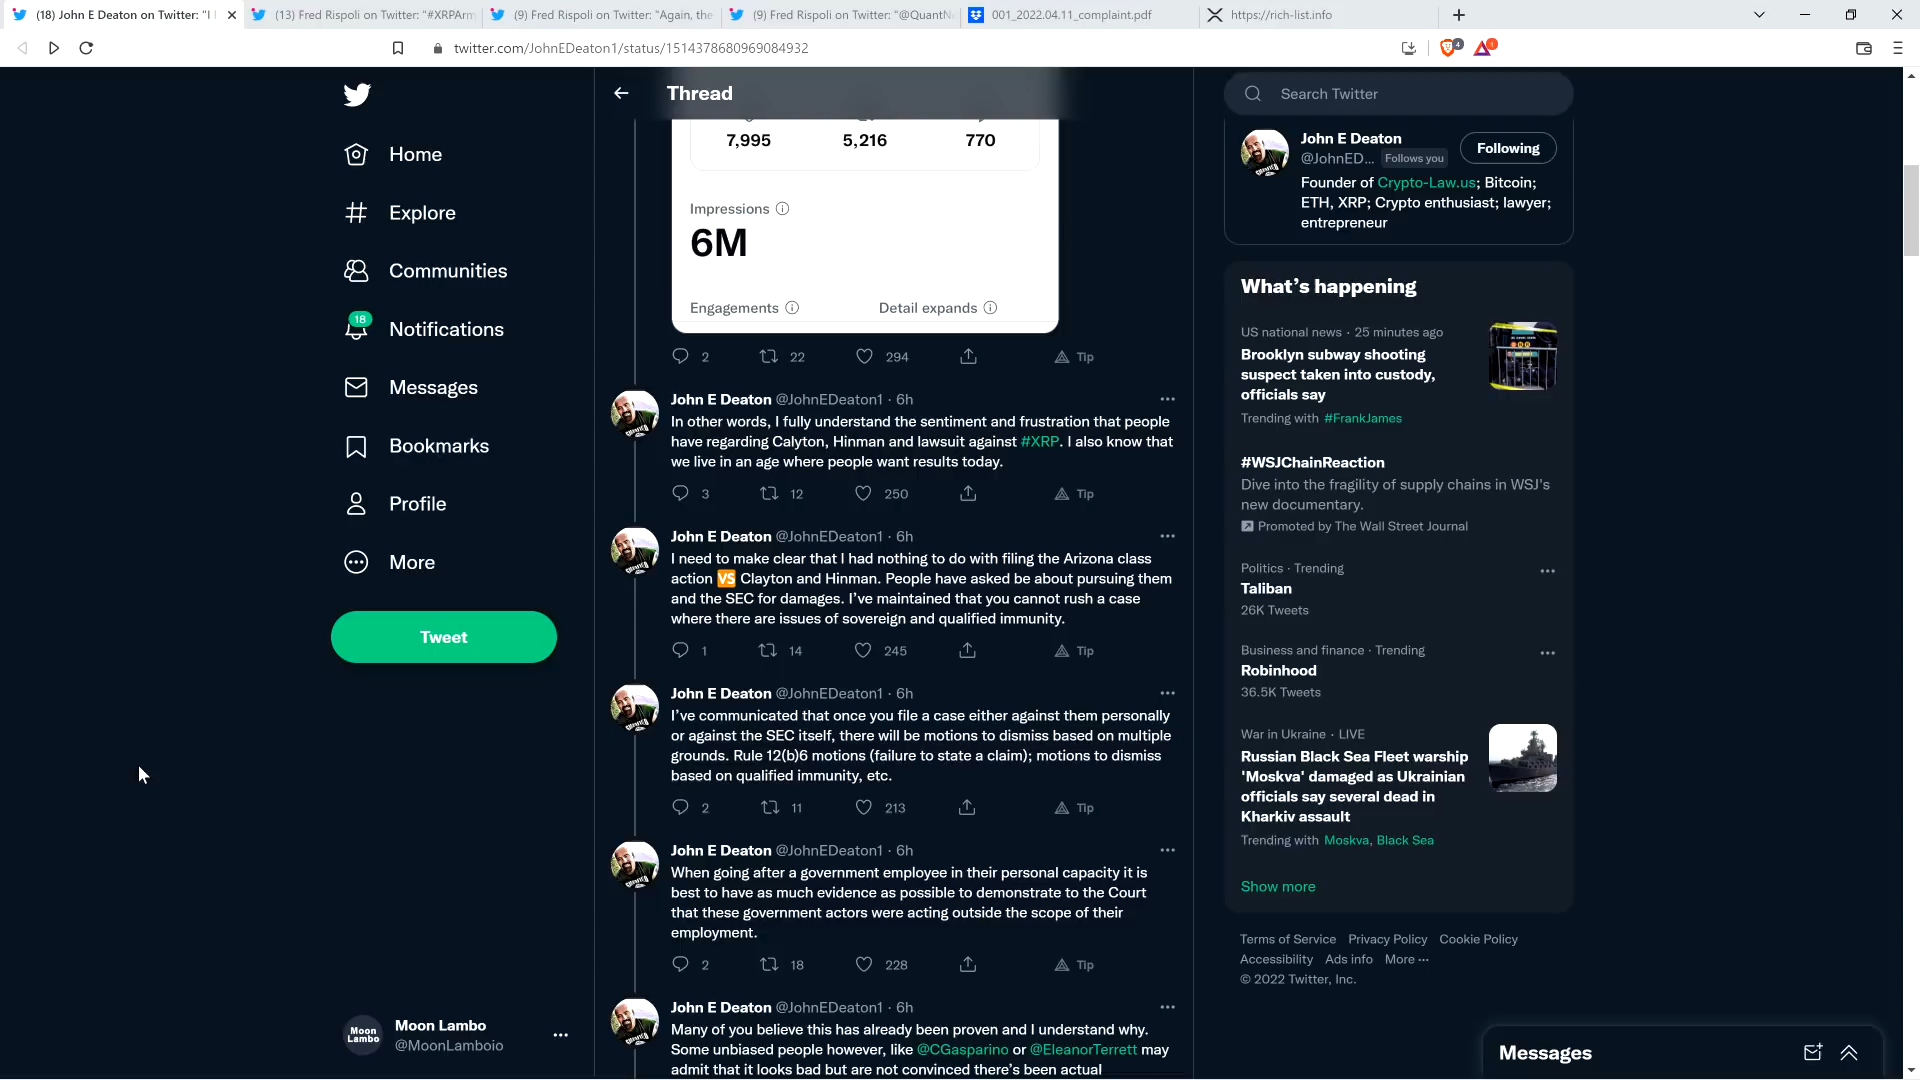 (18) John E Deaton on Twitter: "I
(13) Fred Rispoli on Twitter: "#XRPArm
(9) Fred Rispoli on Twitter: "Again, the
(9) Fred Rispoli on Twitter: "@QuantN
001_2022.04.11_complaint.pdf
https://rich-list.info
twitter.com/JohnEDeaton1/status/1514378680969084932
4
1
Home
Explore
Communities
18
Notifications
Messages
Bookmarks
Profile
More
Tweet
Moon Lambo
Moon Lambo
@MoonLamboio
Thread
7,995
5,216
770
Impressions
6M
Engagements
Detail expands
2
22
294
Tip
John E Deaton @JohnEDeaton1 · 6h
In other words, I fully understand the sentiment and frustration that people
have regarding Calyton, Hinman and lawsuit against #XRP. I also know that
we live in an age where people want results today.
3
12
250
Tip
John E Deaton @JohnEDeaton1 · 6h
I need to make clear that I had nothing to do with filing the Arizona class
action VS Clayton and Hinman. People have asked be about pursuing them
and the SEC for damages. I've maintained that you cannot rush a case
where there are issues of sovereign and qualified immunity.
1
14
245
Tip
John E Deaton @JohnEDeaton1 · 6h
I've communicated that once you file a case either against them personally
or against the SEC itself, there will be motions to dismiss based on multiple
grounds. Rule 12(b)6 motions (failure to state a claim); motions to dismiss
based on qualified immunity, etc.
2
11
213
Tip
John E Deaton @JohnEDeaton1 · 6h
When going after a government employee in their personal capacity it is
best to have as much evidence as possible to demonstrate to the Court
that these government actors were acting outside the scope of their
employment.
2
18
228
Tip
John E Deaton @JohnEDeaton1 · 6h
Many of you believe this has already been proven and I understand why.
Some unbiased people however, like @CGasparino or @EleanorTerrett may
admit that it looks bad but are not convinced there's been actual
Search Twitter
John E Deaton
@JohnED... Follows you
Following
Founder of Crypto-Law.us; Bitcoin;
ETH, XRP; Crypto enthusiast; lawyer;
entrepreneur
What's happening
US national news · 25 minutes ago
Brooklyn subway shooting
suspect taken into custody,
officials say
Trending with #FrankJames
#WSJChainReaction
Dive into the fragility of supply chains in WSJ's
new documentary.
Promoted by The Wall Street Journal
Politics · Trending
Taliban
26K Tweets
Business and finance · Trending
Robinhood
36.5K Tweets
War in Ukraine · LIVE
Russian Black Sea Fleet warship
'Moskva' damaged as Ukrainian
officials say several dead in
Kharkiv assault
Trending with Moskva, Black Sea
Show more
Terms of Service Privacy Policy Cookie Policy
Accessibility Ads info More ···
© 2022 Twitter, Inc.
Messages